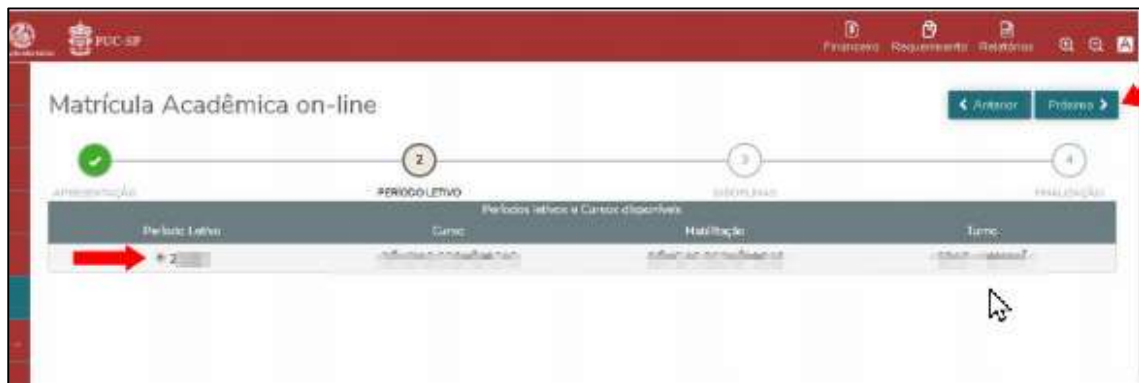 PUC-SP
Financeiro Requerimento Relatórios A
Matrícula Acadêmica on-line
Anterior Próximo
2 3 4
APRESENTAÇÃO PERÍODO LETIVO DISCIPLINAS FINALIZAÇÃO
Períodos letivos e Cursos disponíveis
Período Letivo Curso Habilitação Turno
2